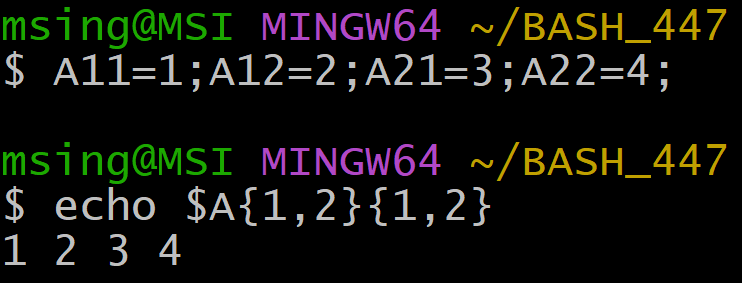 msing@MSI MINGW64 ~/BASH_447
$ A11=1;A12=2;A21=3;A22=4;
msing@MSI MINGW64 ~/BASH_447
$ echo $A{1,2}{1,2}
1 2 3 4